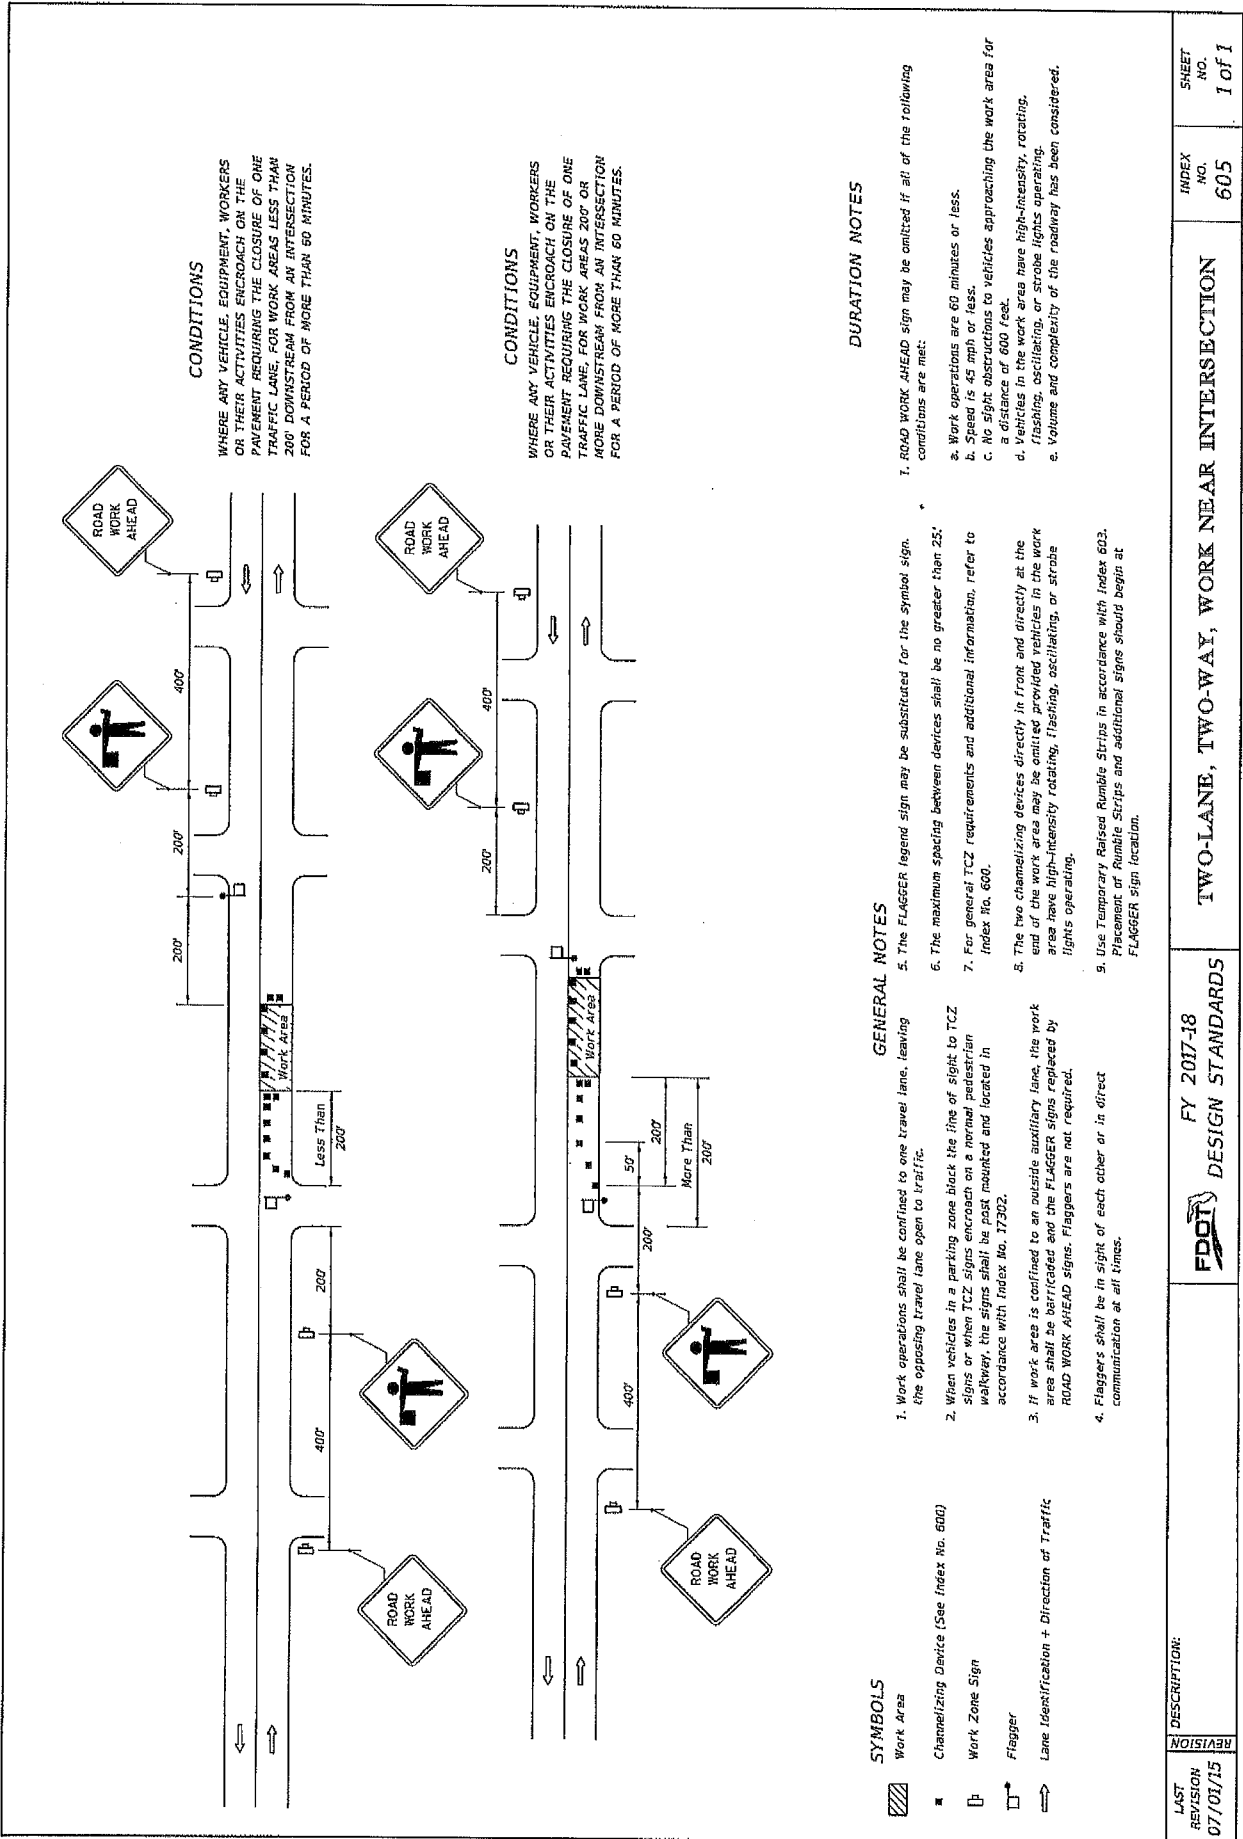 ROAD
WORK
AHEAD
400'
200'
200'
Work Area
Less Than
200'
200'
400'
ROAD
WORK
AHEAD
CONDITIONS
WHERE ANY VEHICLE, EQUIPMENT, WORKERS
OR THEIR ACTIVITIES ENCROACH ON THE
PAVEMENT REQUIRING THE CLOSURE OF ONE
TRAFFIC LANE, FOR WORK AREAS LESS THAN
200' DOWNSTREAM FROM AN INTERSECTION
FOR A PERIOD OF MORE THAN 60 MINUTES.
ROAD
WORK
AHEAD
400'
200'
Work Area
50'
200'
More Than
200'
200'
400'
ROAD
WORK
AHEAD
CONDITIONS
WHERE ANY VEHICLE, EQUIPMENT, WORKERS
OR THEIR ACTIVITIES ENCROACH ON THE
PAVEMENT REQUIRING THE CLOSURE OF ONE
TRAFFIC LANE, FOR WORK AREAS 200' OR
MORE DOWNSTREAM FROM AN INTERSECTION
FOR A PERIOD OF MORE THAN 60 MINUTES.
SYMBOLS
Work Area
Channelizing Device (See Index No. 600)
Work Zone Sign
Flagger
Lane Identification + Direction of Traffic
GENERAL NOTES
1. Work operations shall be confined to one travel lane, leaving
the opposing travel lane open to traffic.
2. When vehicles in a parking zone block the line of sight to TCZ
signs or when TCZ signs encroach on a normal pedestrian
walkway, the signs shall be post mounted and located in
accordance with Index No. 17302.
3. If work area is confined to an outside auxiliary lane, the work
area shall be barricaded and the FLAGGER signs replaced by
ROAD WORK AHEAD signs. Flaggers are not required.
4. Flaggers shall be in sight of each other or in direct
communication at all times.
5. The FLAGGER legend sign may be substituted for the symbol sign.
6. The maximum spacing between devices shall be no greater than 25'.
7. For general TCZ requirements and additional information, refer to
Index No. 600.
8. The two channelizing devices directly in front and directly at the
end of the work area may be omitted provided vehicles in the work
area have high-intensity rotating, flashing, oscillating, or strobe
lights operating.
9. Use Temporary Raised Rumble Strips in accordance with Index 603.
Placement of Rumble Strips and additional signs should begin at
FLAGGER sign location.
DURATION NOTES
1. ROAD WORK AHEAD sign may be omitted if all of the following
conditions are met:
a. Work operations are 60 minutes or less.
b. Speed is 45 mph or less.
c. No sight obstructions to vehicles approaching the work area for
a distance of 600 feet.
d. Vehicles in the work area have high-intensity, rotating,
flashing, oscillating, or strobe lights operating.
e. Volume and complexity of the roadway has been considered.
LAST
REVISION
07/01/15
REVISION
DESCRIPTION:
FDOT
FY 2017-18
DESIGN STANDARDS
TWO-LANE, TWO-WAY, WORK NEAR INTERSECTION
INDEX
NO.
605
SHEET
NO.
1 of 1